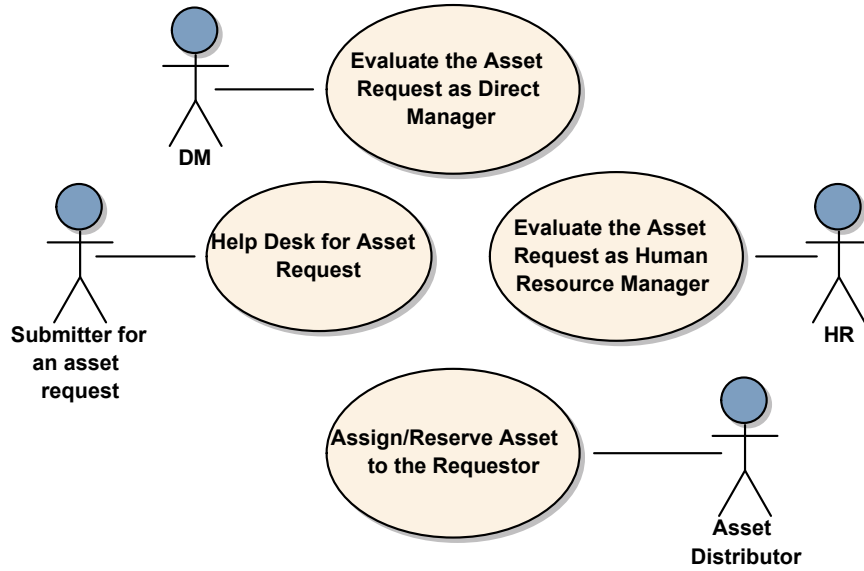 Evaluate the Asset
Request as Direct
Manager
DM
Help Desk for Asset
Request
Evaluate the Asset
Request as Human
Resource Manager
Submitter for
an asset
request
HR
Assign/Reserve Asset
to the Requestor
Asset
Distributor